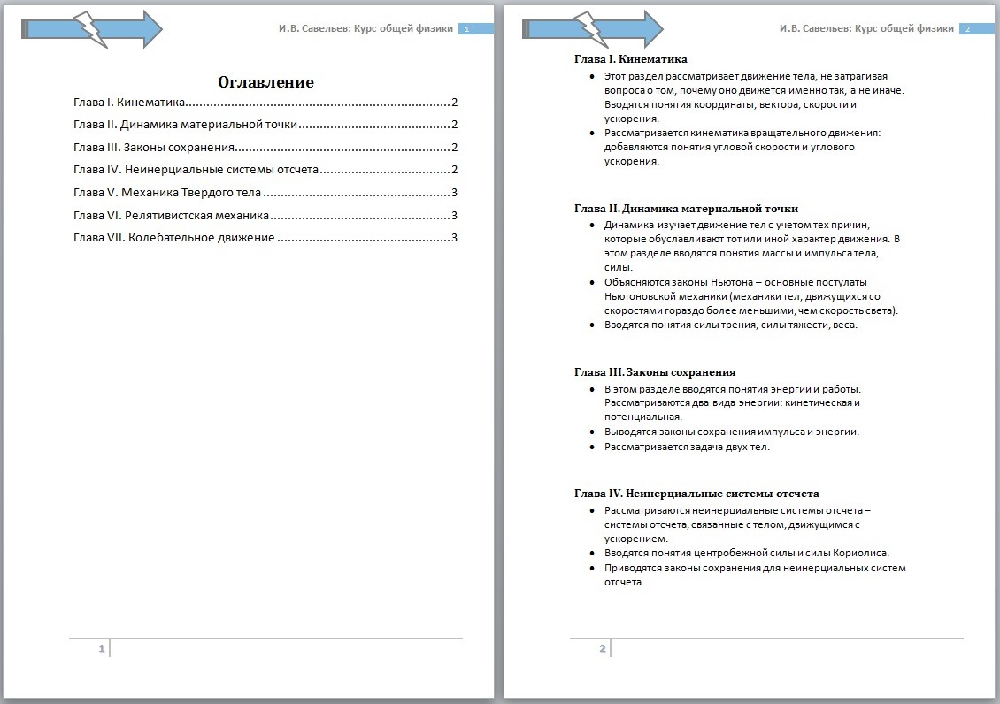 И.В. Савельев: Курс общей физики 1
Оглавление
Глава I. Кинематика........................................................2
Глава II. Динамика материальной точки........................................2
Глава III. Законы сохранения........................................................2
Глава IV. Неинерциальные системы отсчета........................................2
Глава V. Механика Твердого тела........................................................3
Глава VI. Релятивистская механика........................................3
Глава VII. Колебательное движение........................................3
1
И.В. Савельев: Курс общей физики 2
Глава I. Кинематика
• Этот раздел рассматривает движение тела, не затрагивая
вопроса о том, почему оно движется именно так, а не иначе.
Вводятся понятия координаты, вектора, скорости и
ускорения.
• Рассматривается кинематика вращательного движения:
добавляются понятия угловой скорости и углового
ускорения.
Глава II. Динамика материальной точки
• Динамика изучает движение тел с учетом тех причин,
которые обуславливают тот или иной характер движения. В
этом разделе вводятся понятия массы и импульса тела,
силы.
• Объясняются законы Ньютона – основные постулаты
Ньютоновской механики (механики тел, движущихся со
скоростями гораздо более меньшими, чем скорость света).
• Вводятся понятия силы трения, силы тяжести, веса.
Глава III. Законы сохранения
• В этом разделе вводятся понятия энергии и работы.
Рассматриваются два вида энергии: кинетическая и
потенциальная.
• Выводятся законы сохранения импульса и энергии.
• Рассматривается задача двух тел.
Глава IV. Неинерциальные системы отсчета
• Рассматриваются неинерциальные системы отсчета –
системы отсчета, связанные с телом, движущимся с
ускорением.
• Вводятся понятия центробежной силы и силы Кориолиса.
• Приводятся законы сохранения для неинерциальных систем
отсчета.
2